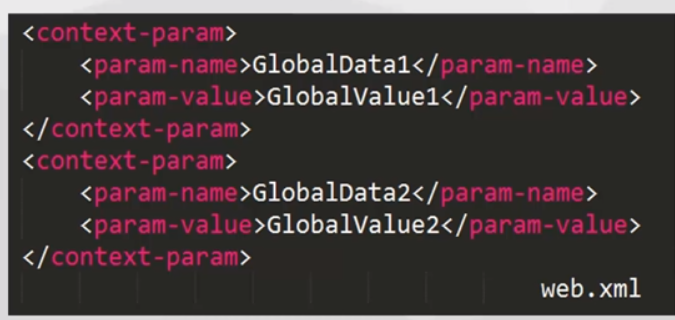 <context-param>
<param-name>GlobalData1</param-name>
<param-value>GlobalValue1</param-value>
</context-param>
<context-param>
<param-name>GlobalData2</param-name>
<param-value>GlobalValue2</param-value>
</context-param>
web.xml